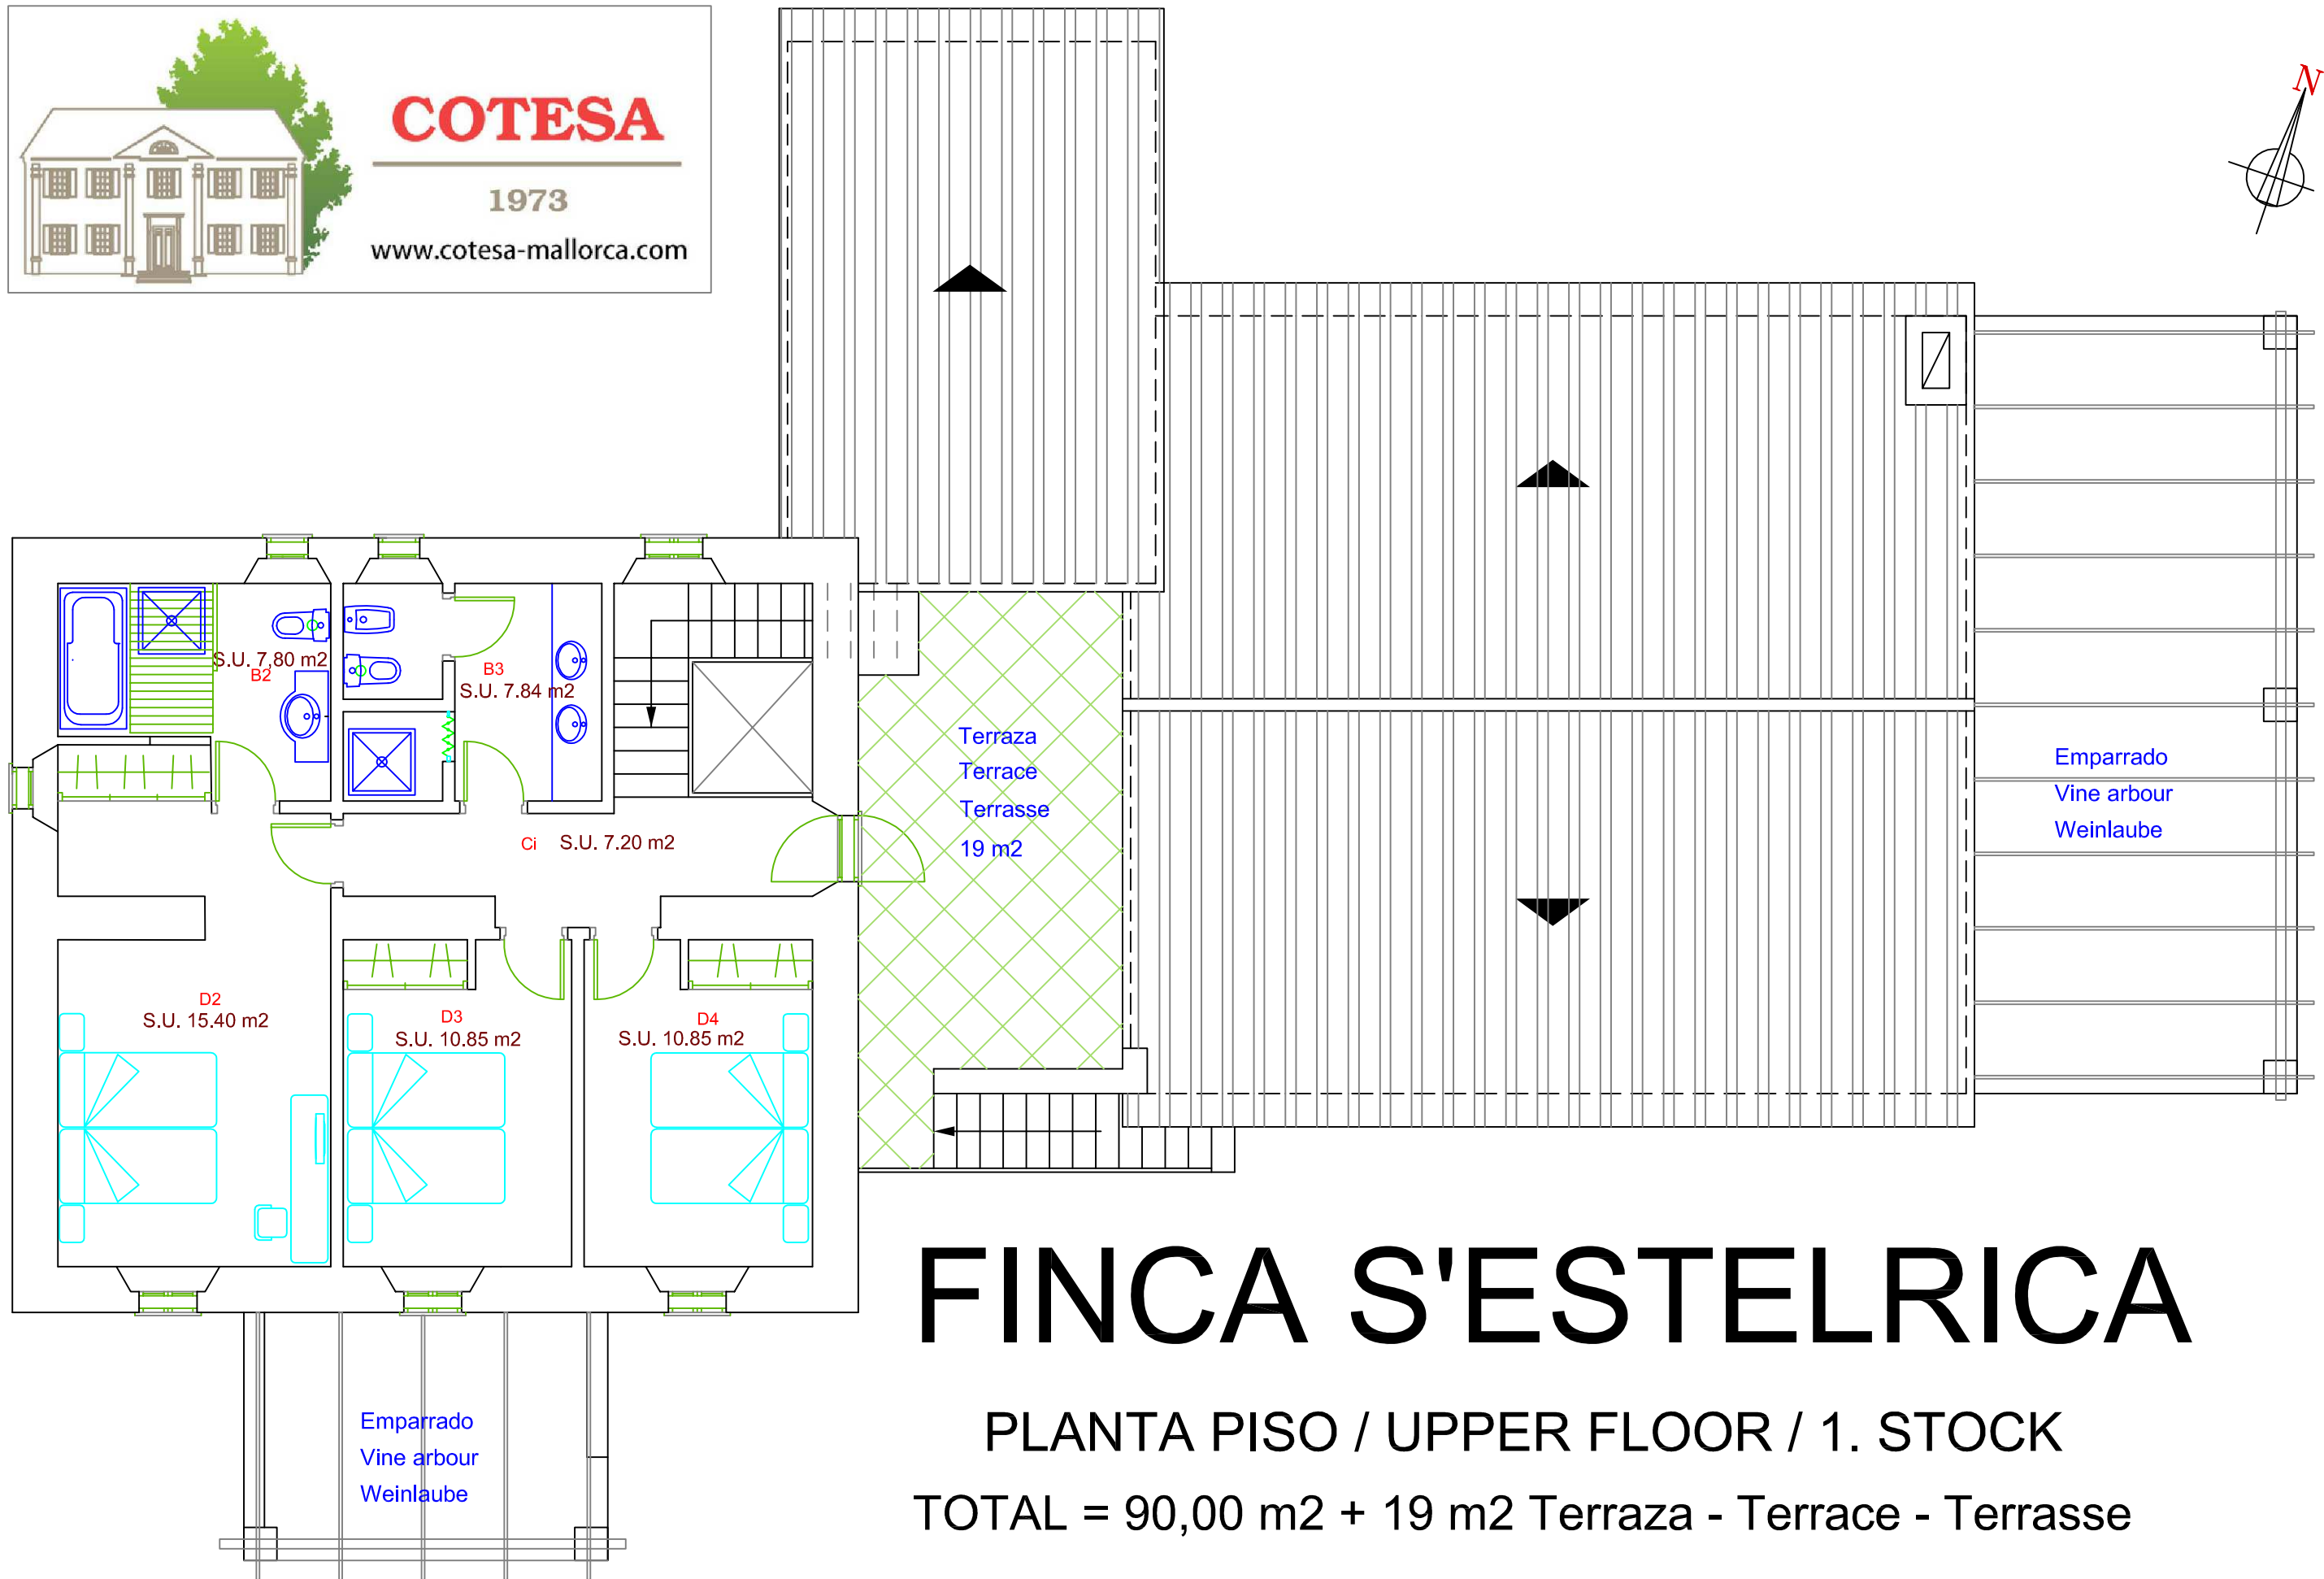 COTESA
1973
www.cotesa-mallorca.com
N
S.U. 7,80 m2
B2
B3
S.U. 7.84 m2
Terraza
Terrace
Terrasse
19 m2
Emparrado
Vine arbour
Weinlaube
Ci S.U. 7.20 m2
D2
S.U. 15.40 m2
D3
S.U. 10.85 m2
D4
S.U. 10.85 m2
FINCA S'ESTELRICA
PLANTA PISO / UPPER FLOOR / 1. STOCK
TOTAL = 90,00 m2 + 19 m2 Terraza - Terrace - Terrasse
Emparrado
Vine arbour
Weinlaube